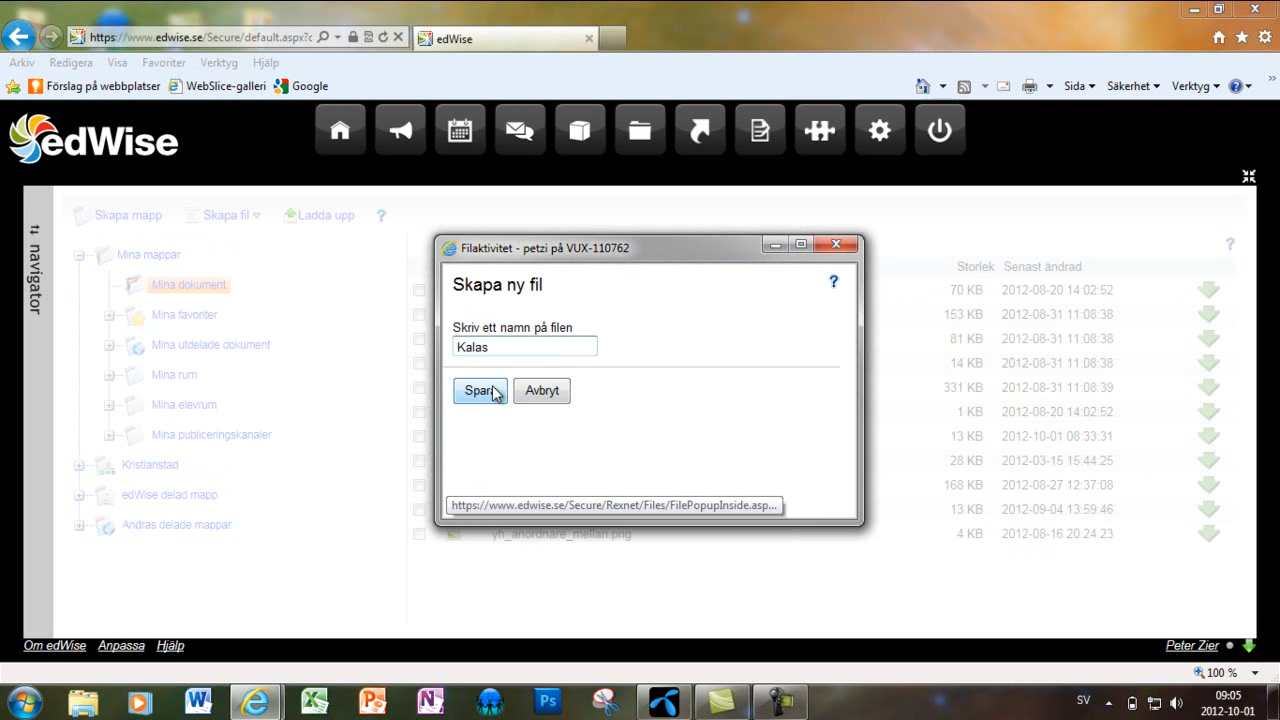 https://www.edwise.se/Secure/default.aspx?c
edWise
Arkiv Redigera Visa Favoriter Verktyg Hjälp
Förslag på webbplatser WebSlice-galleri Google
Sida Säkerhet Verktyg
edWise
navigator
Skapa mapp Skapa fil Ladda upp ?
Mina mappar
Mina dokument
Mina favoriter
Mina utdelade dokument
Mina rum
Mina elevrum
Mina publiceringskanaler
Kristianstad
edWise delad mapp
Andras delade mappar
Filaktivitet - petzi på VUX-110762
Skapa ny fil ?
Skriv ett namn på filen
Kalas
Spara Avbryt
https://www.edwise.se/Secure/Rexnet/Files/FilePopupInside.asp...
?
Storlek Senast ändrad
70 KB 2012-08-20 14:02:52
153 KB 2012-08-20 11:08:38
81 KB 2012-08-20 11:08:38
14 KB 2012-08-20 11:08:38
331 KB 2012-08-20 11:08:39
1 KB 2012-08-20 14:02:52
13 KB 2012-10-01 08:33:31
28 KB 2012-03-15 15:44:25
168 KB 2012-08-27 12:37:08
13 KB 2012-09-04 13:59:46
yh_anordnare_mellan.png 4 KB 2012-08-16 20:24:23
Om edWise Anpassa Hjälp Peter Zier
100 %
SV 09:05
2012-10-01